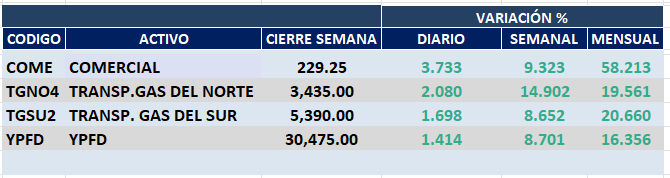 VARIACIÓN %
CODIGO ACTIVO CIERRE SEMANA DIARIO SEMANAL MENSUAL
COME COMERCIAL 229.25 3.733 9.323 58.213
TGNO4 TRANSP.GAS DEL NORTE 3,435.00 2.080 14.902 19.561
TGSU2 TRANSP. GAS DEL SUR 5,390.00 1.698 8.652 20.660
YPFD YPFD 30,475.00 1.414 8.701 16.356